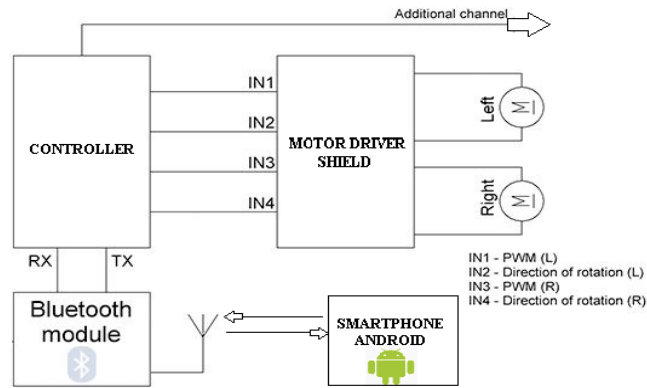 Additional channel
CONTROLLER
IN1
IN2
IN3
IN4
MOTOR DRIVER
SHIELD
Left
M
Right
M
RX
TX
IN1 - PWM (L)
IN2 - Direction of rotation (L)
IN3 - PWM (R)
IN4 - Direction of rotation (R)
Bluetooth
module
SMARTPHONE
ANDROID